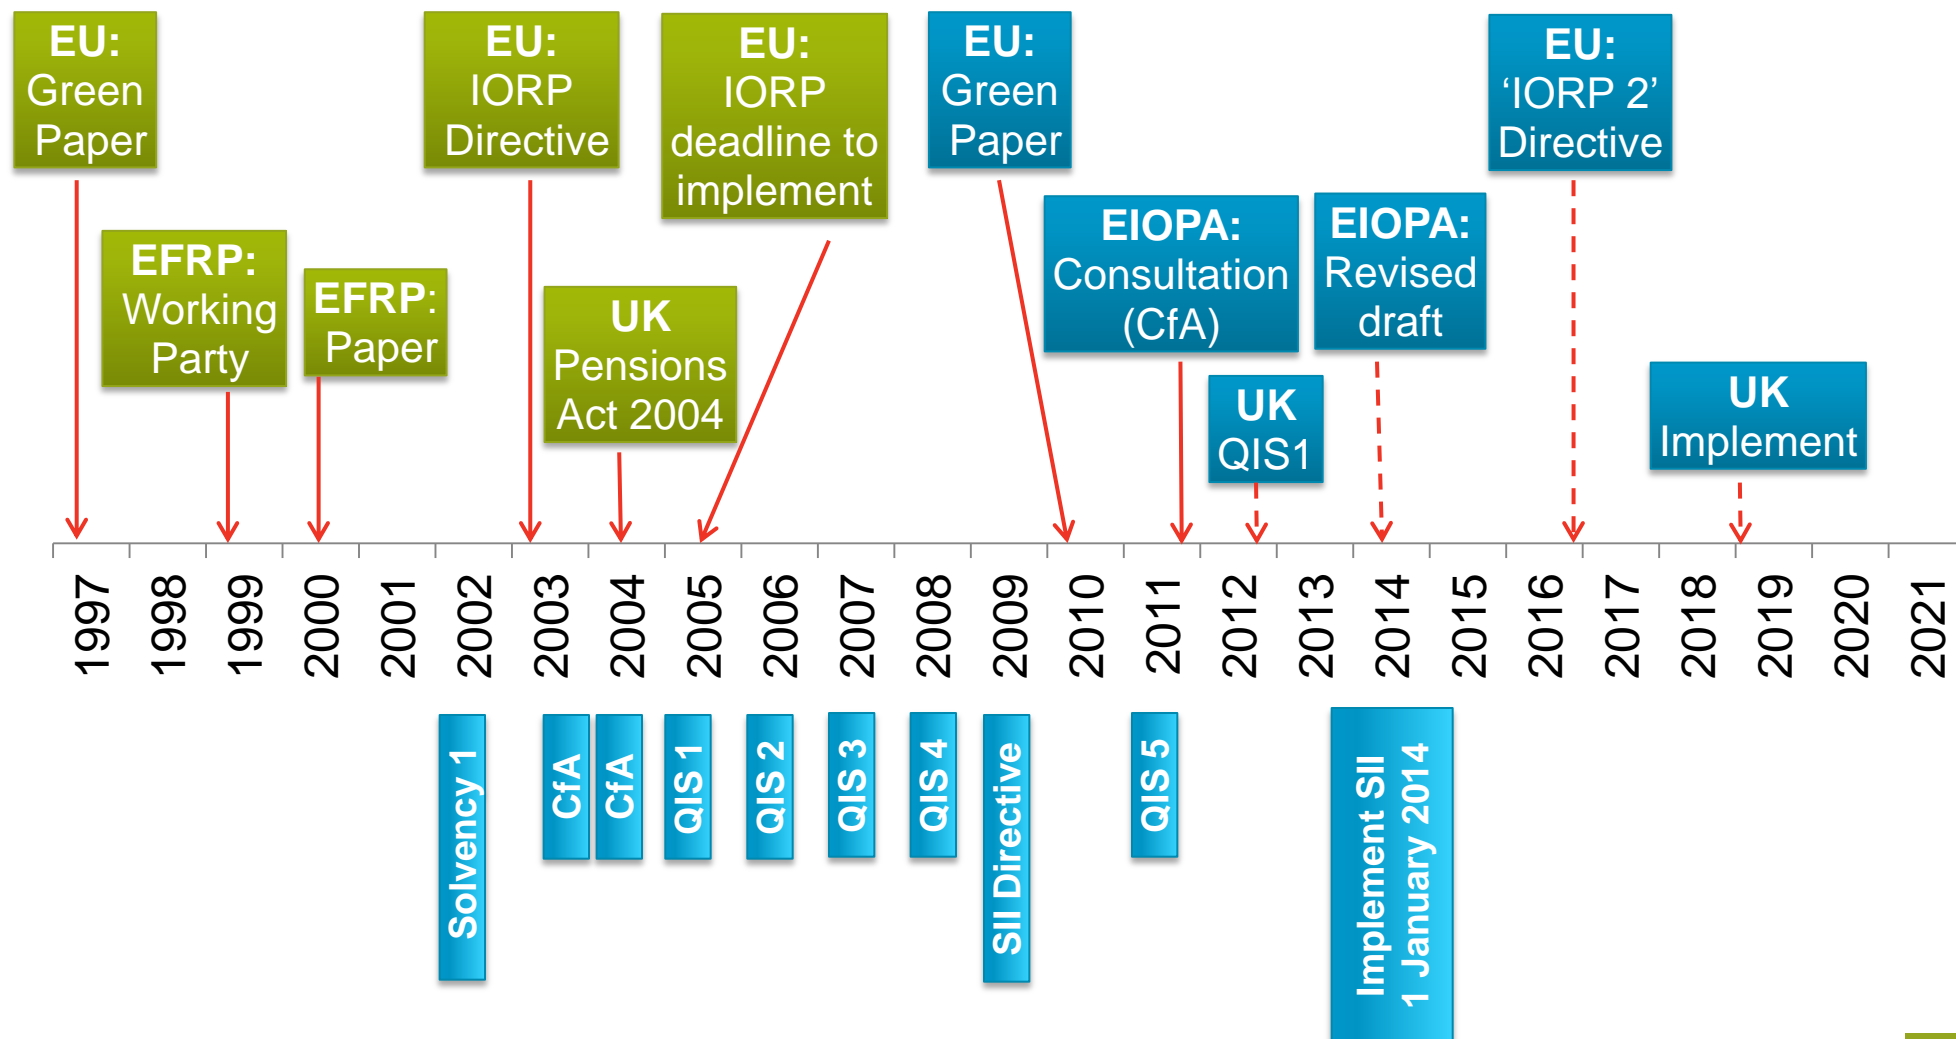 EU:
Green
Paper
EFRP:
Working
Party
EFRP:
Paper
EU:
IORP
Directive
UK
Pensions
Act 2004
EU:
IORP
deadline to
implement
EU:
Green
Paper
EIOPA:
Consultation
(CfA)
UK
QIS1
EIOPA:
Revised
draft
EU:
‘IORP 2’
Directive
UK
Implement
1997
1998
1999
2000
2001
2002
2003
2004
2005
2006
2007
2008
2009
2010
2011
2012
2013
2014
2015
2016
2017
2018
2019
2020
2021
Solvency 1
CfA
CfA
QIS 1
QIS 2
QIS 3
QIS 4
SII Directive
QIS 5
Implement SII
1 January 2014